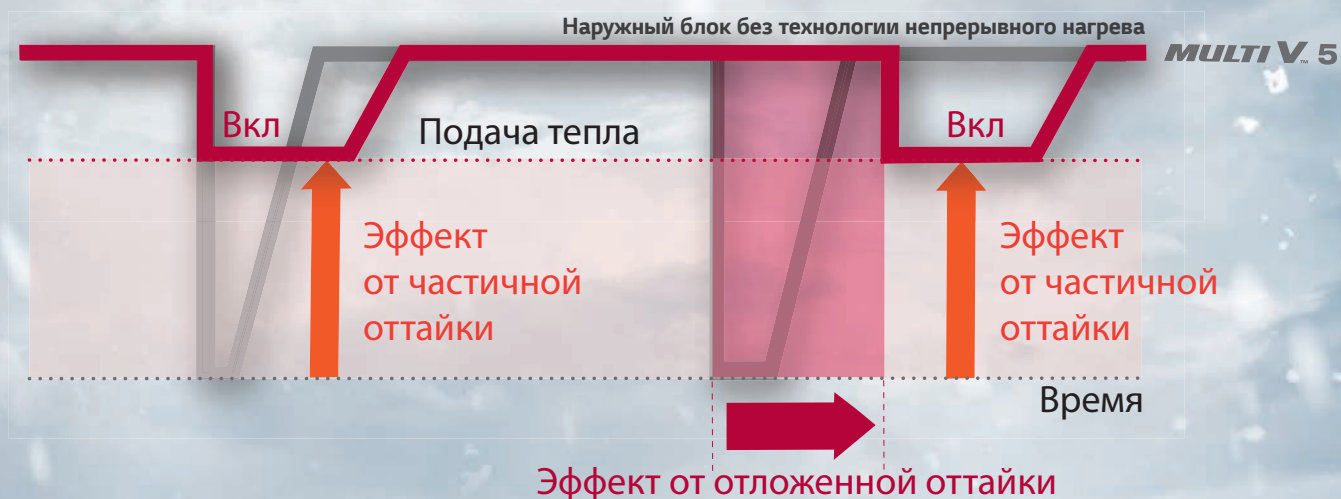 Наружный блок без технологии непрерывного нагрева
MULTI V™ 5
Вкл
Подача тепла
Вкл
Эффект
от частичной
оттайки
Эффект
от частичной
оттайки
Время
Эффект от отложенной оттайки